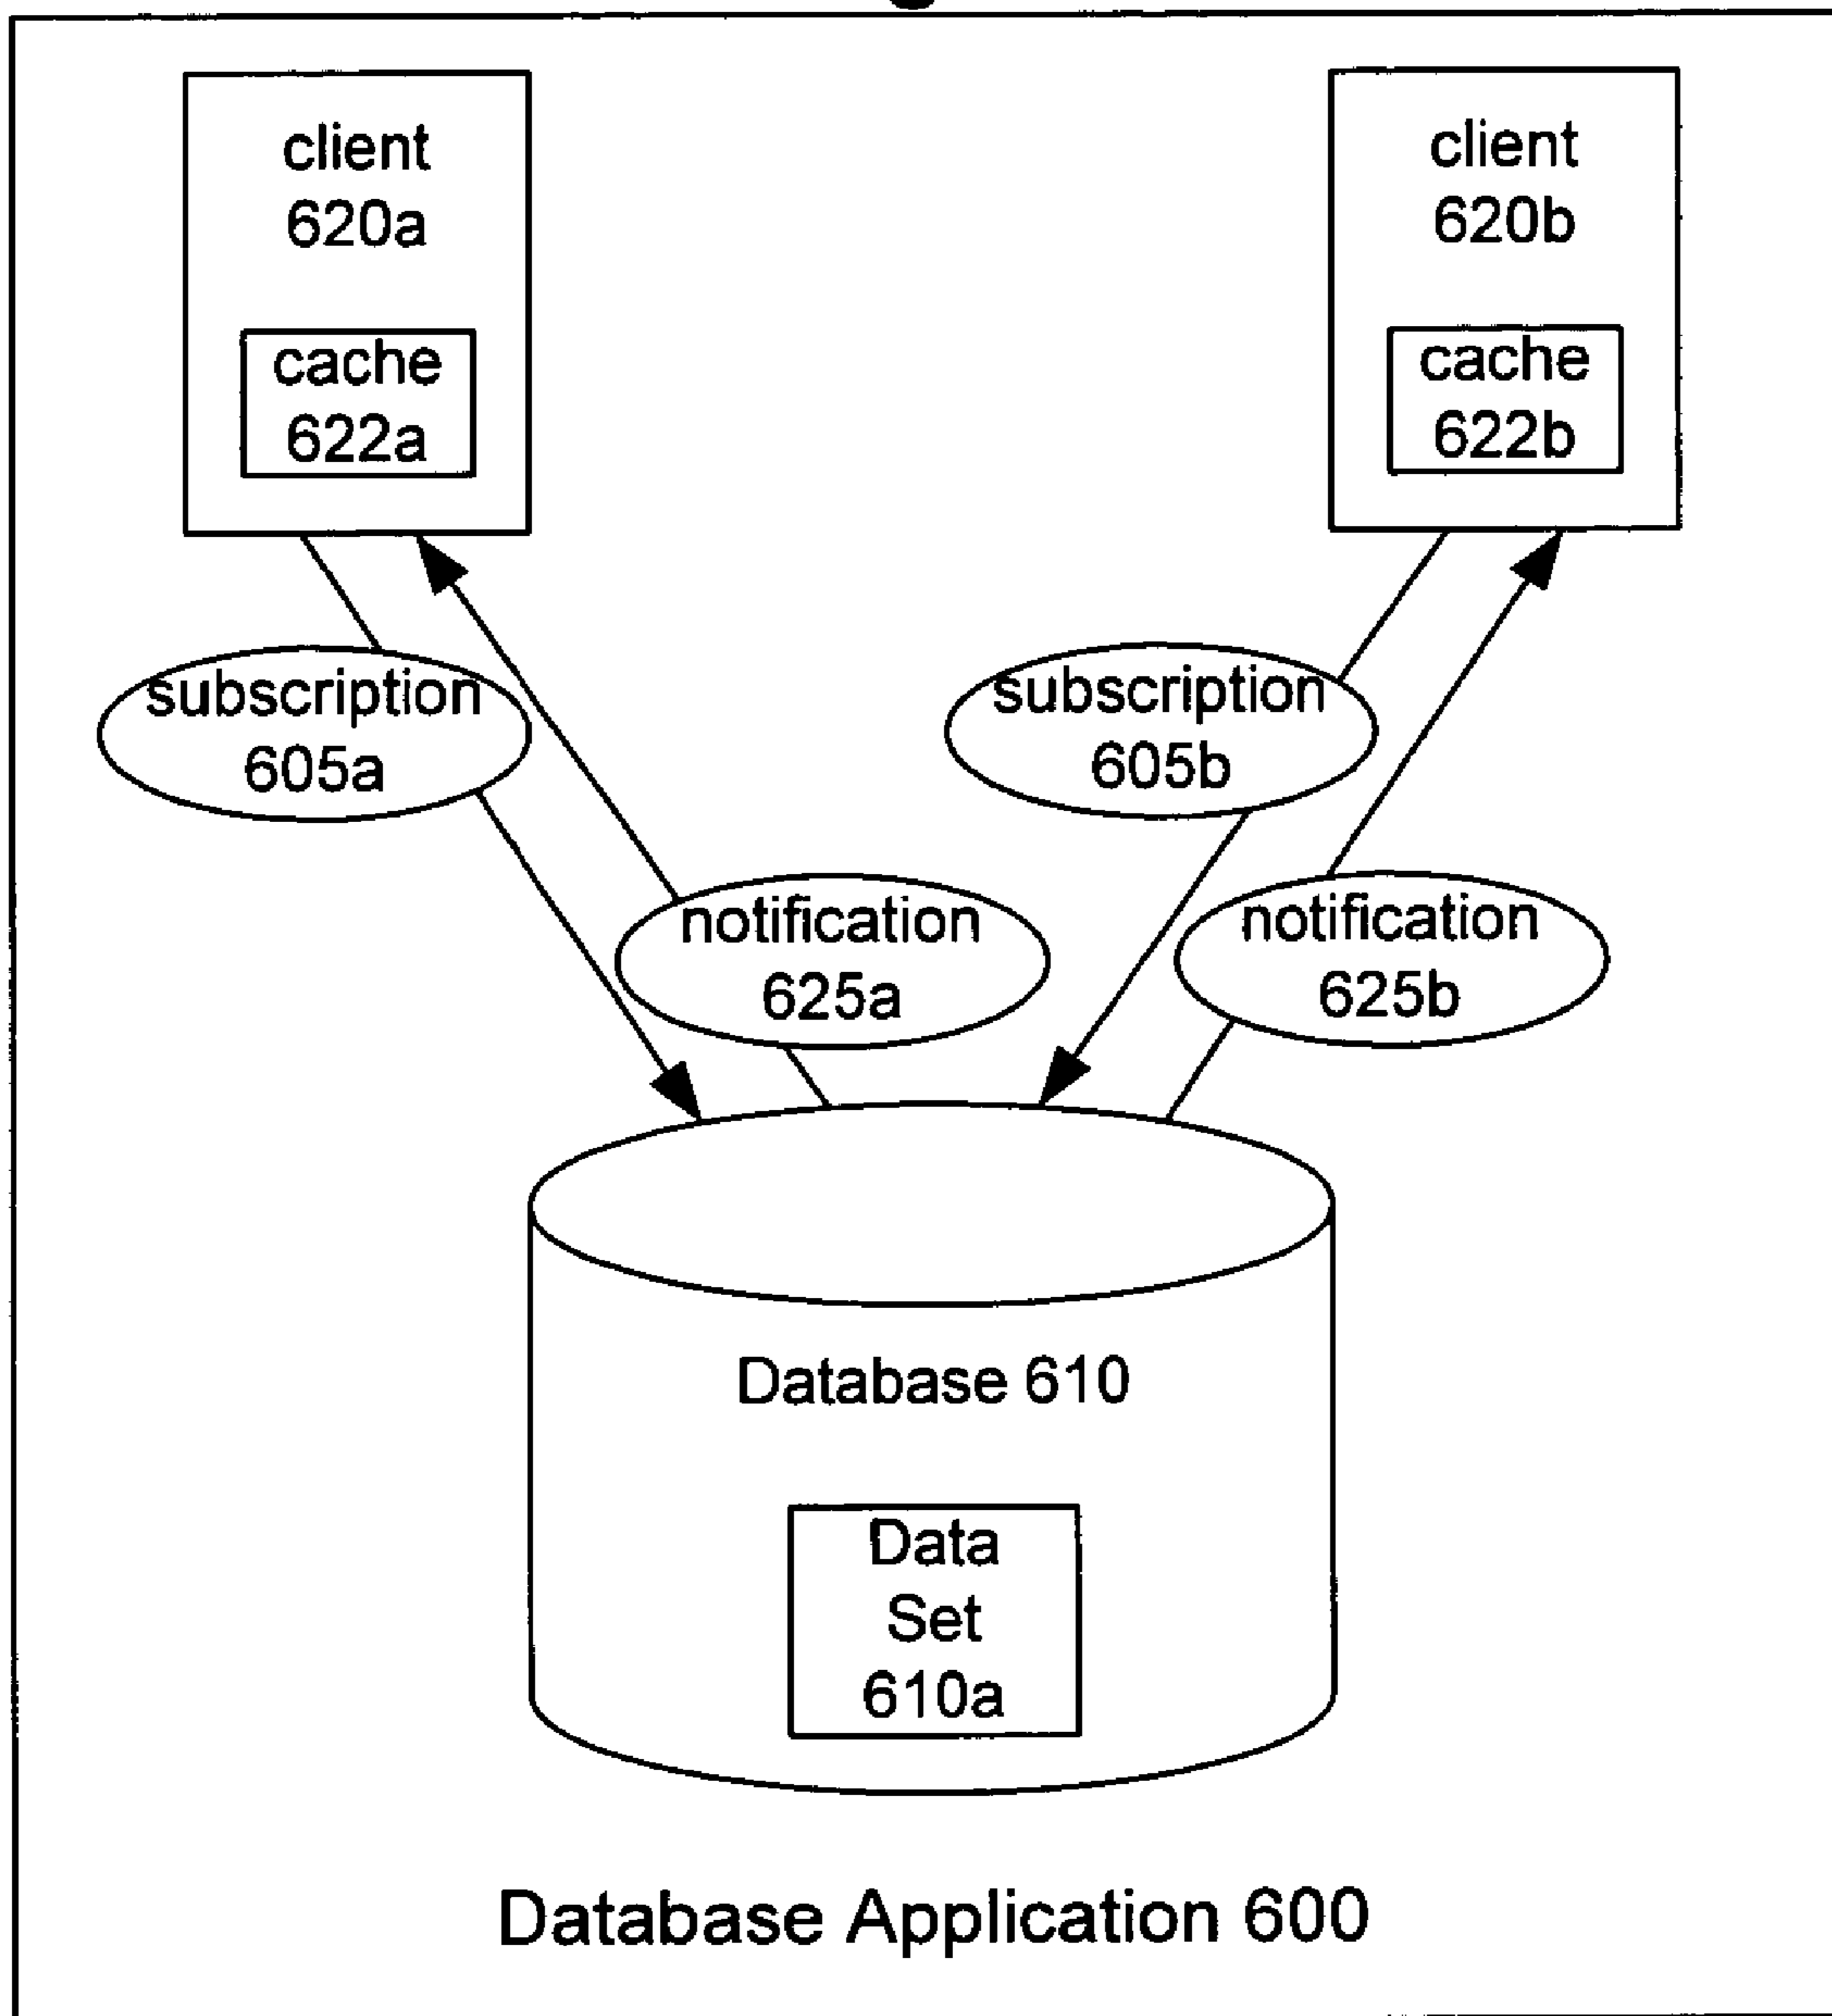 client
620a
cache
622a
client
620b
cache
622b
subscription
605a
subscription
605b
notification
625a
notification
625b
Database 610
Data
Set
610a
Database Application 600